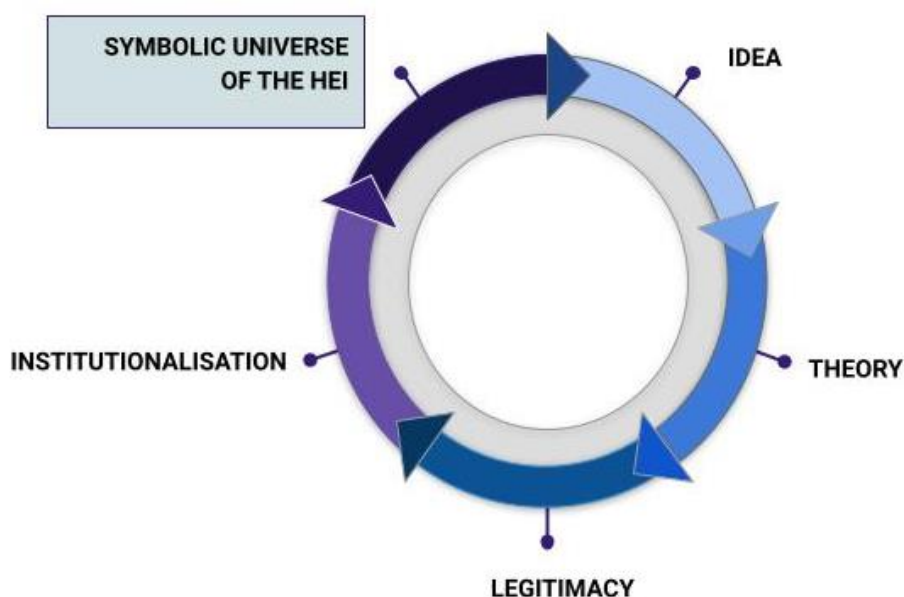 SYMBOLIC UNIVERSE
OF THE HEI
IDEA
THEORY
LEGITIMACY
INSTITUTIONALISATION